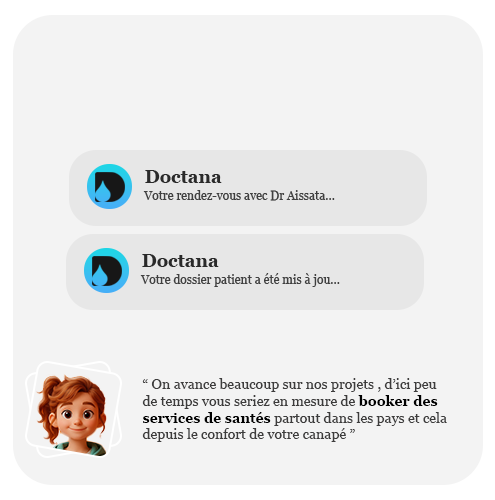 Doctana
Votre rendez-vous avec Dr Aissata...
Doctana
Votre dossier patient a été mis à jou...
“ On avance beaucoup sur nos projets , d’ici peu
de temps vous seriez en mesure de booker des
services de santés partout dans les pays et cela
depuis le confort de votre canapé ”